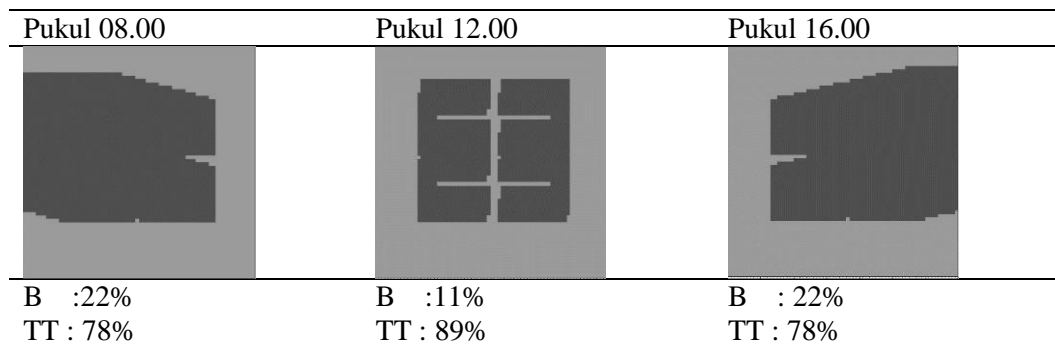 Pukul 08.00 Pukul 12.00 Pukul 16.00
B :22% B :11% B : 22%
TT : 78% TT : 89% TT : 78%